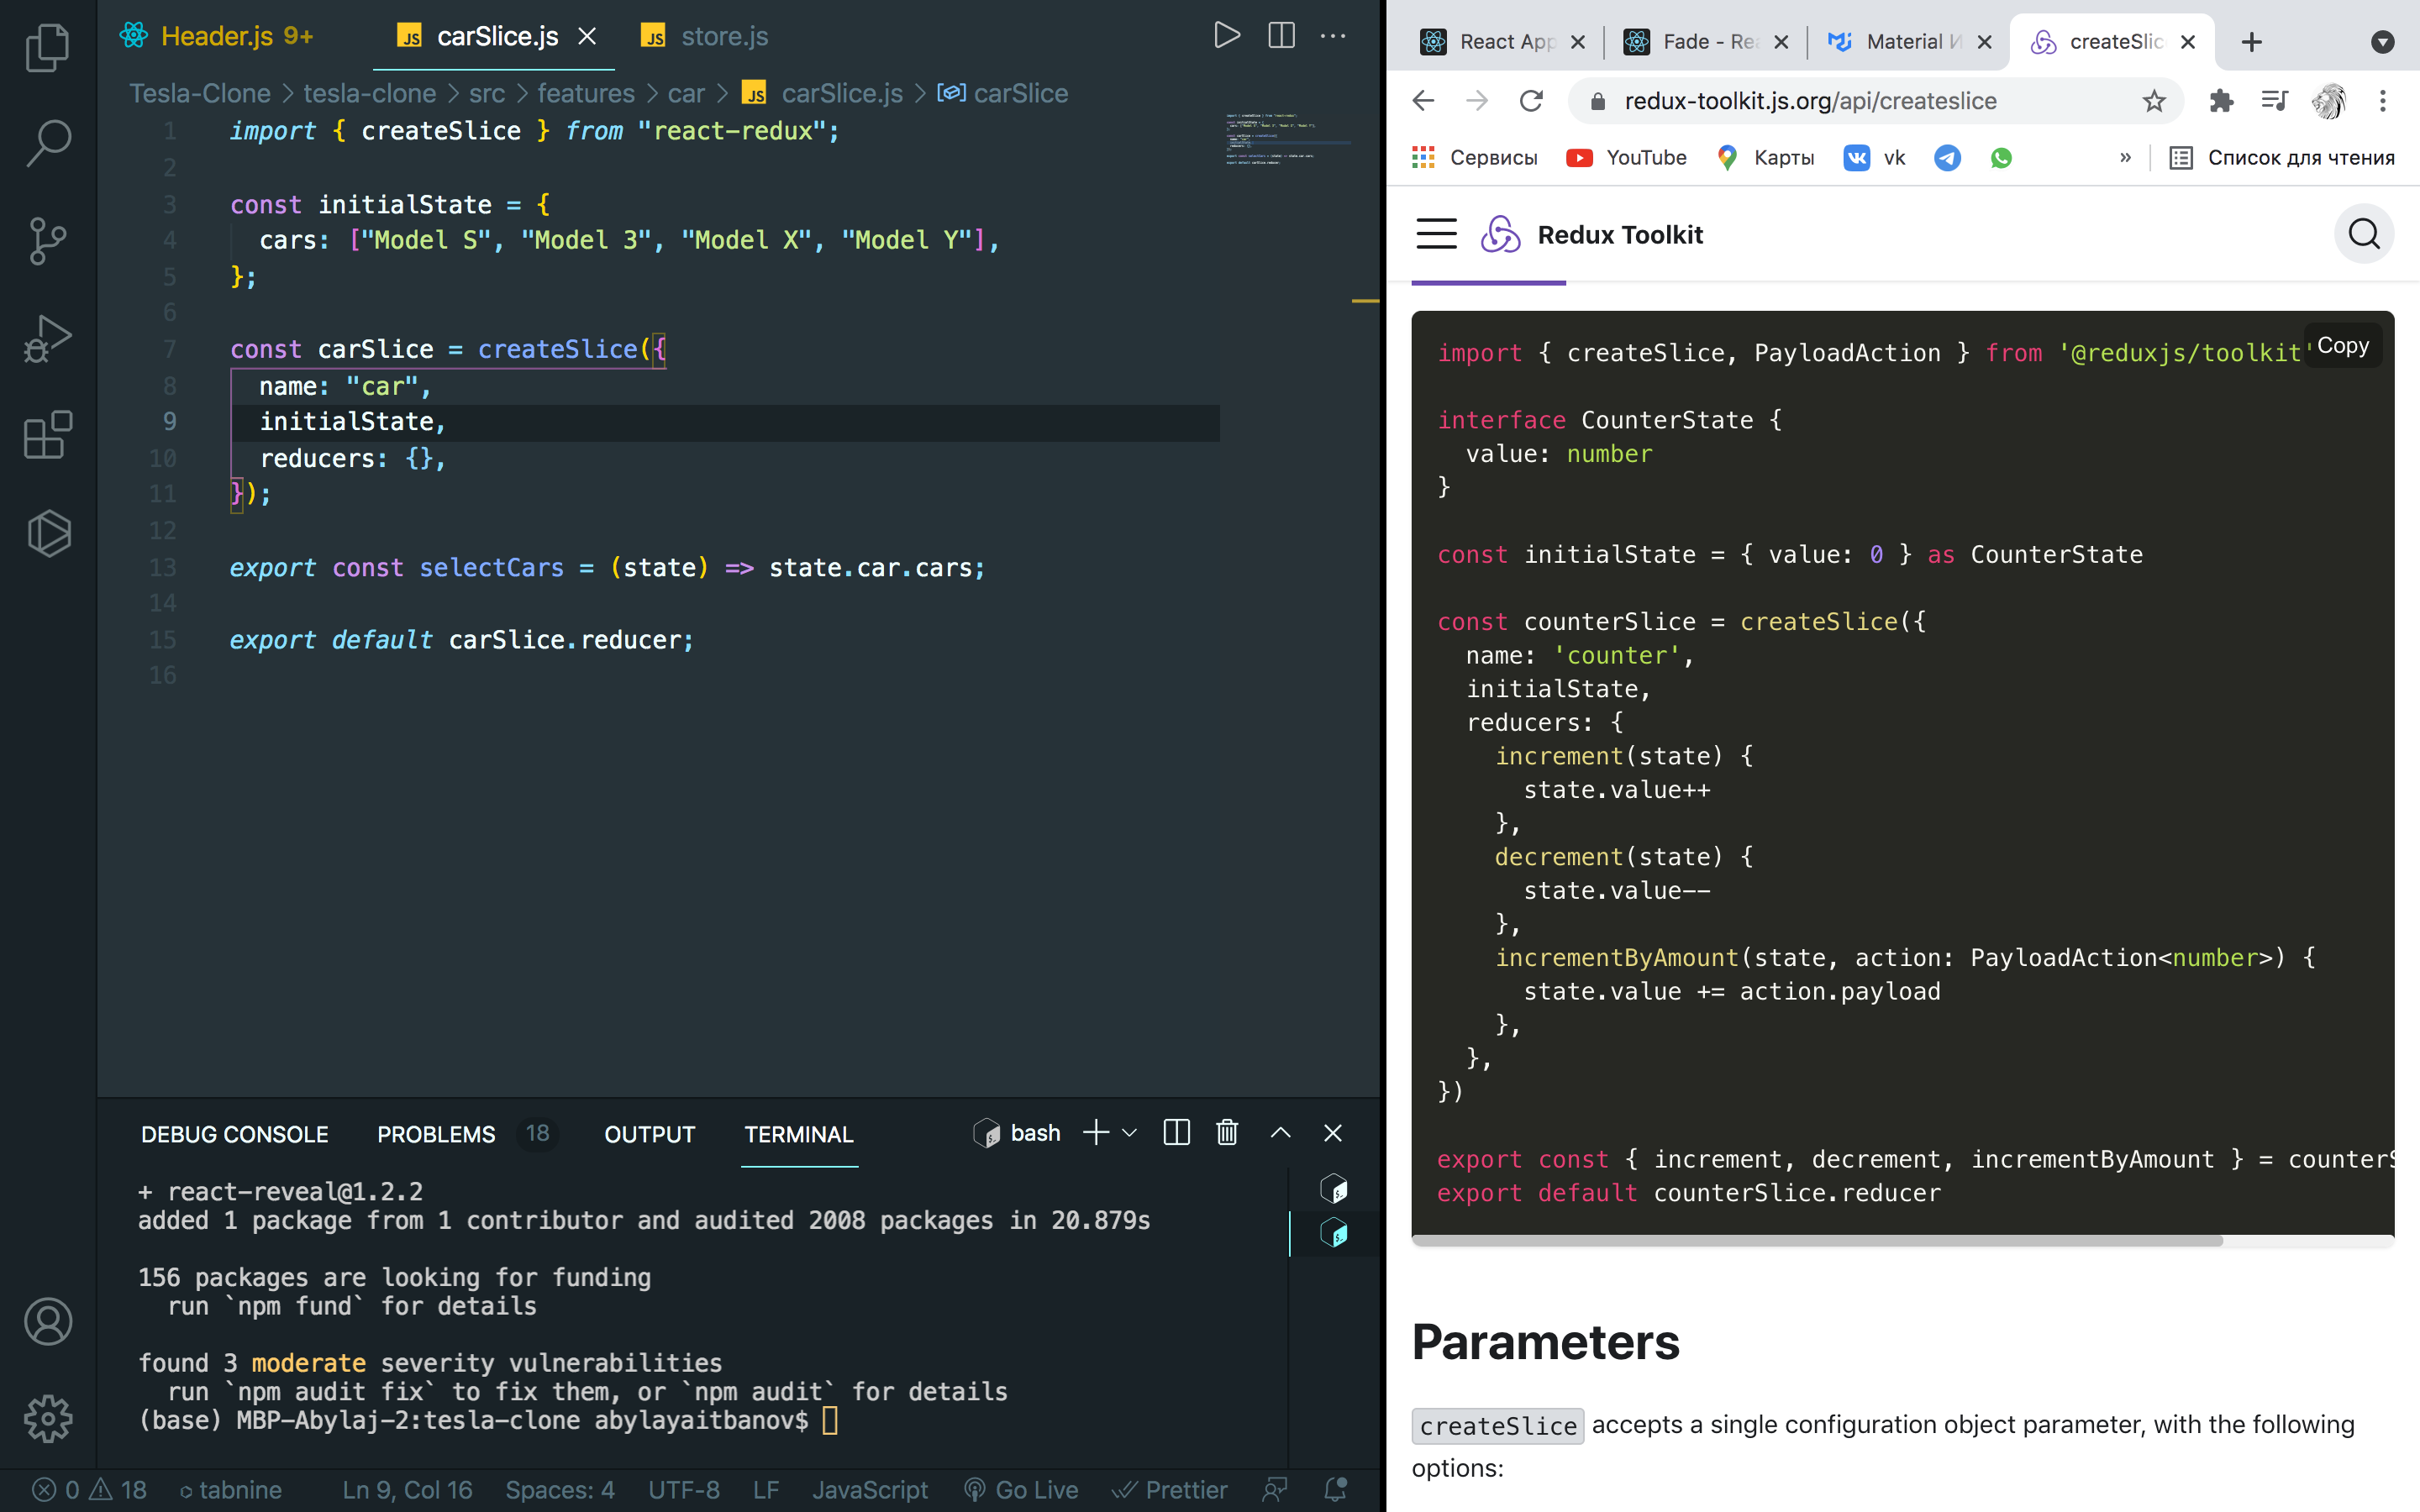 Header.js 9+ carSlice.js store.js
Tesla-Clone > tesla-clone > src > features > car > JS carSlice.js > carSlice
1 import { createSlice } from "react-redux";
2
3 const initialState = {
4 cars: ["Model S", "Model 3", "Model X", "Model Y"],
5 };
6
7 const carSlice = createSlice({
8 name: "car",
9 initialState,
10 reducers: {},
11 });
12
13 export const selectCars = (state) => state.car.cars;
14
15 export default carSlice.reducer;
16
DEBUG CONSOLE PROBLEMS 18 OUTPUT TERMINAL bash
+ react-reveal@1.2.2
added 1 package from 1 contributor and audited 2008 packages in 20.879s
156 packages are looking for funding
run `npm fund` for details
found 3 moderate severity vulnerabilities
run `npm audit fix` to fix them, or `npm audit` for details
(base) MBP-Abylaj-2:tesla-clone abylayaitbanov$
0 18 tabnine Ln 9, Col 16 Spaces: 4 UTF-8 LF JavaScript Go Live Prettier
React App Fade - Rea Material createSlic
redux-toolkit.js.org/api/createslice
Сервисы YouTube Карты vk » Список для чтения
Redux Toolkit
import { createSlice, PayloadAction } from '@reduxjs/toolkit'
Copy
interface CounterState {
value: number
}
const initialState = { value: 0 } as CounterState
const counterSlice = createSlice({
name: 'counter',
initialState,
reducers: {
increment(state) {
state.value++
},
decrement(state) {
state.value--
},
incrementByAmount(state, action: PayloadAction<number>) {
state.value += action.payload
},
},
})
export const { increment, decrement, incrementByAmount } = counterS
export default counterSlice.reducer
Parameters
createSlice accepts a single configuration object parameter, with the following
options: